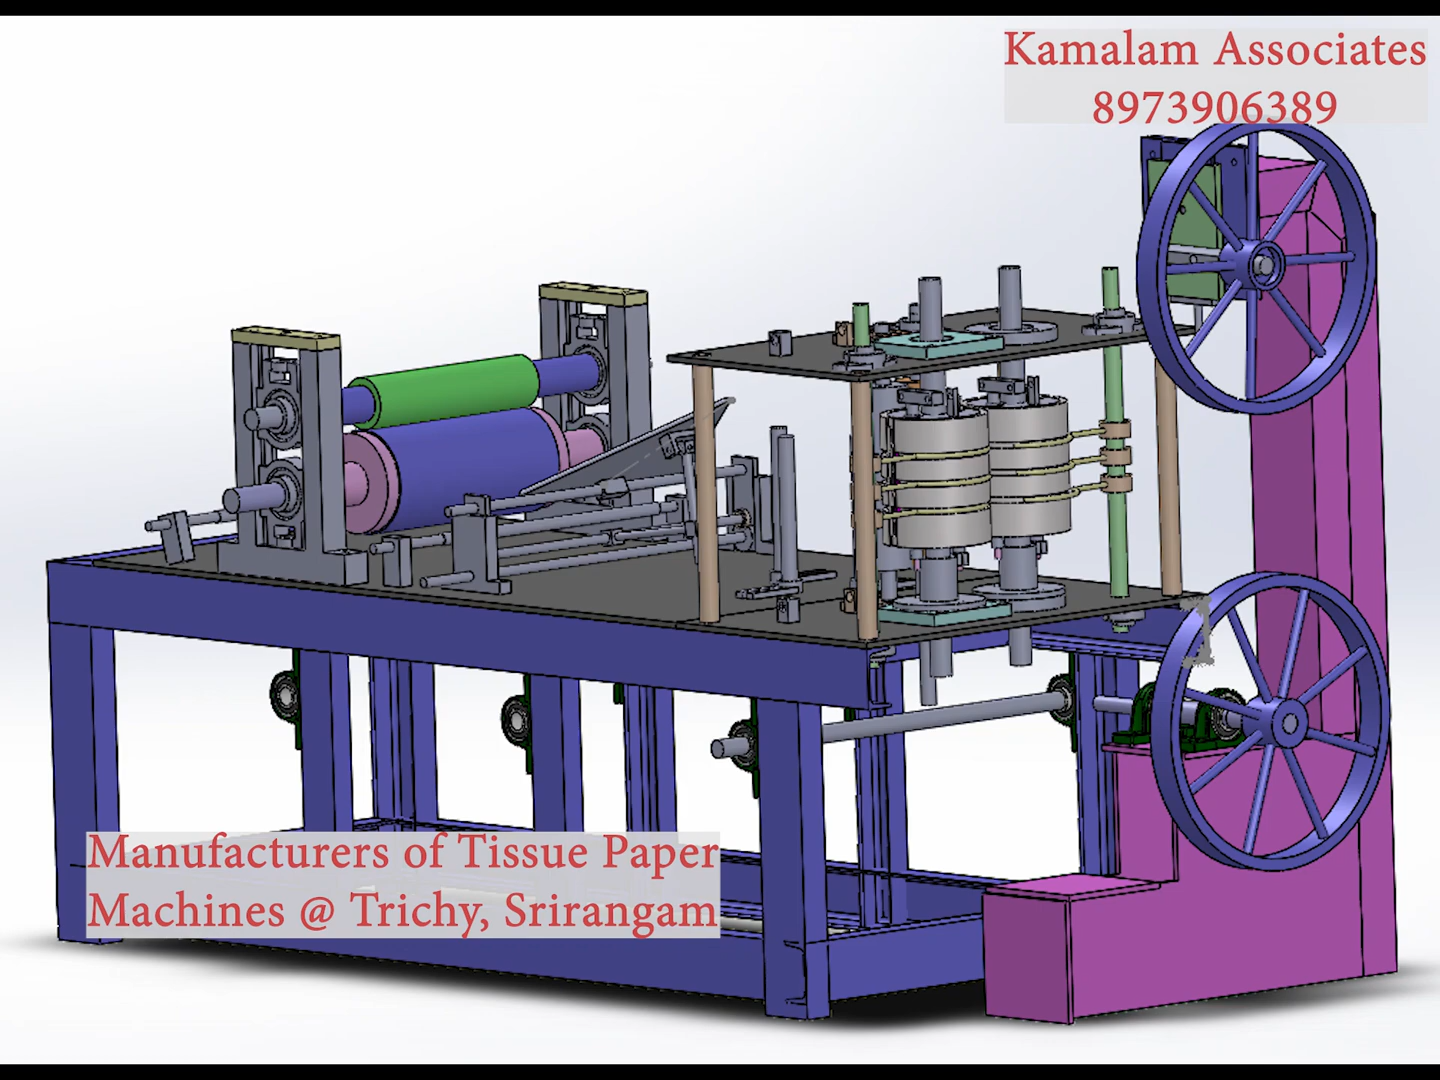 Kamalam Associates
8973906389
Manufacturers of Tissue Paper
Machines @ Trichy, Srirangam